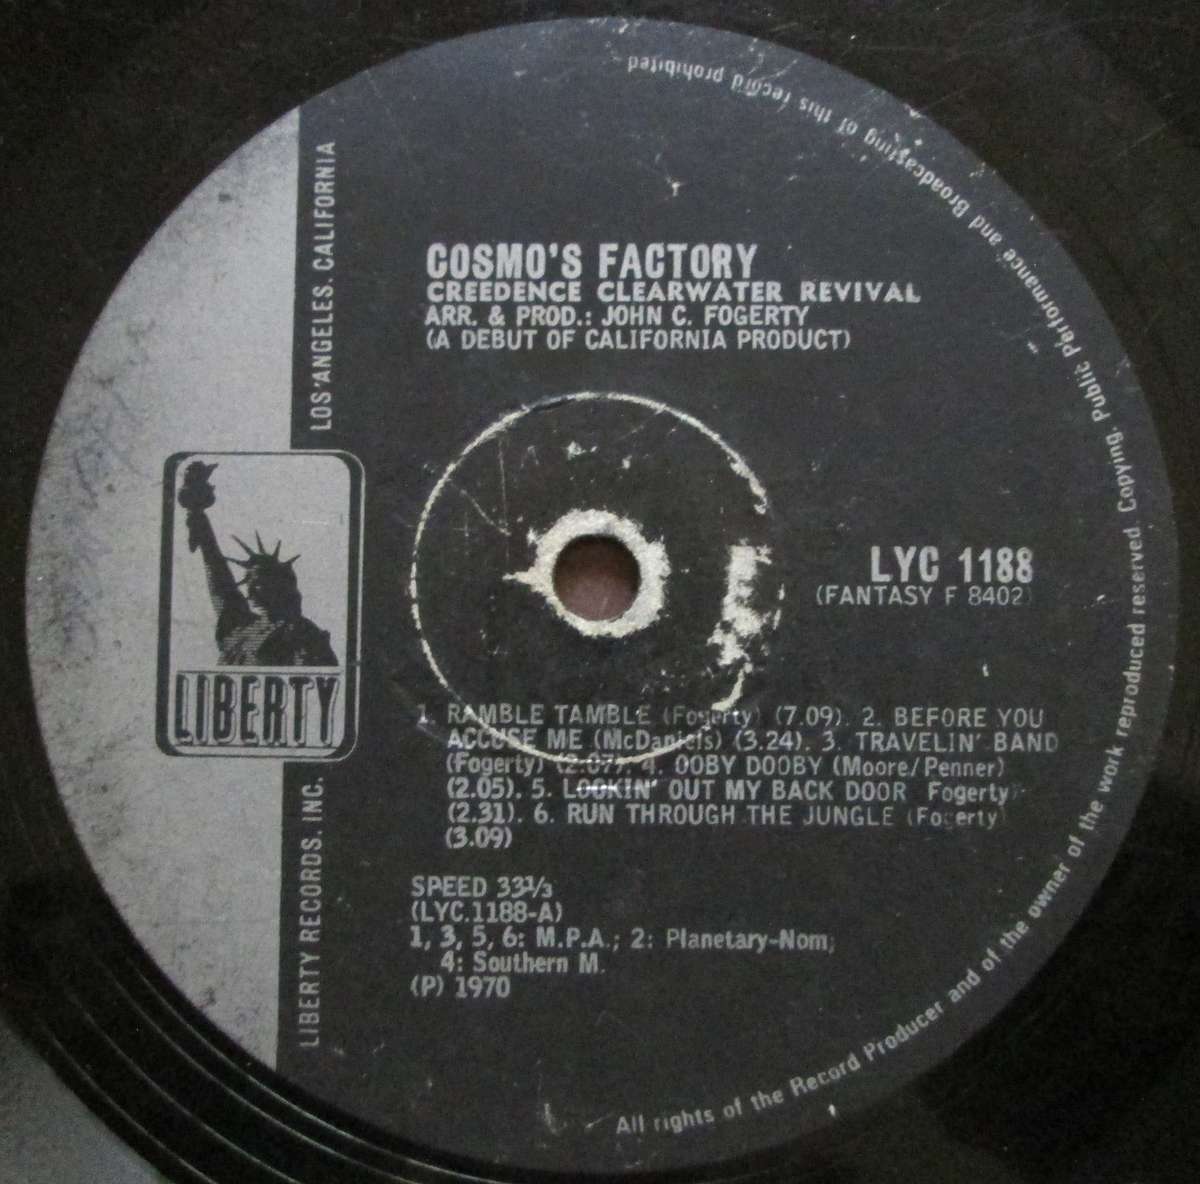 COSMO'S FACTORY
CREEDENCE CLEARWATER REVIVAL
ARR. & PROD.: JOHN C. FOGERTY
(A DEBUT OF CALIFORNIA PRODUCT)
LOS ANGELES. CALIFORNIA
LIBERTY
LIBERTY RECORDS. INC.
LYC 1188
(FANTASY F 8402)
1. RAMBLE TAMBLE (Fogerty) (7.09). 2. BEFORE YOU
ACCUSE ME (McDaniels) (3.24). 3. TRAVELIN' BAND
(Fogerty) (2.07). 4. OOBY DOOBY (Moore/Penner)
(2.05). 5. LOOKIN' OUT MY BACK DOOR (Fogerty)
(2.31). 6. RUN THROUGH THE JUNGLE (Fogerty)
(3.09)
SPEED 33⅓
(LYC.1188-A)
1, 3, 5, 6: M.P.A.; 2: Planetary-Nom;
4: Southern M.
(P) 1970
All rights of the Record Producer and of the owner of the work reproduced reserved Copying, Public Performance and Broadcasting of this record prohibited